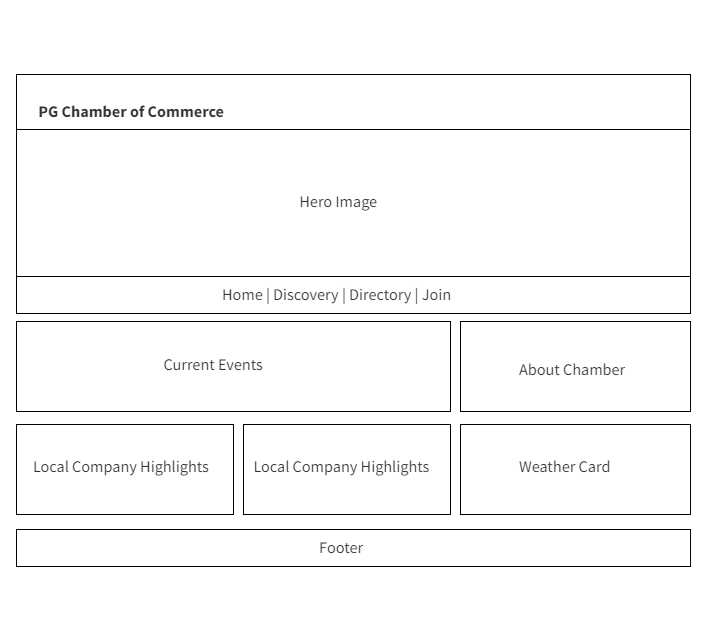 PG Chamber of Commerce
Hero Image
Home | Discovery | Directory | Join
Current Events
About Chamber
Local Company Highlights
Local Company Highlights
Weather Card
Footer